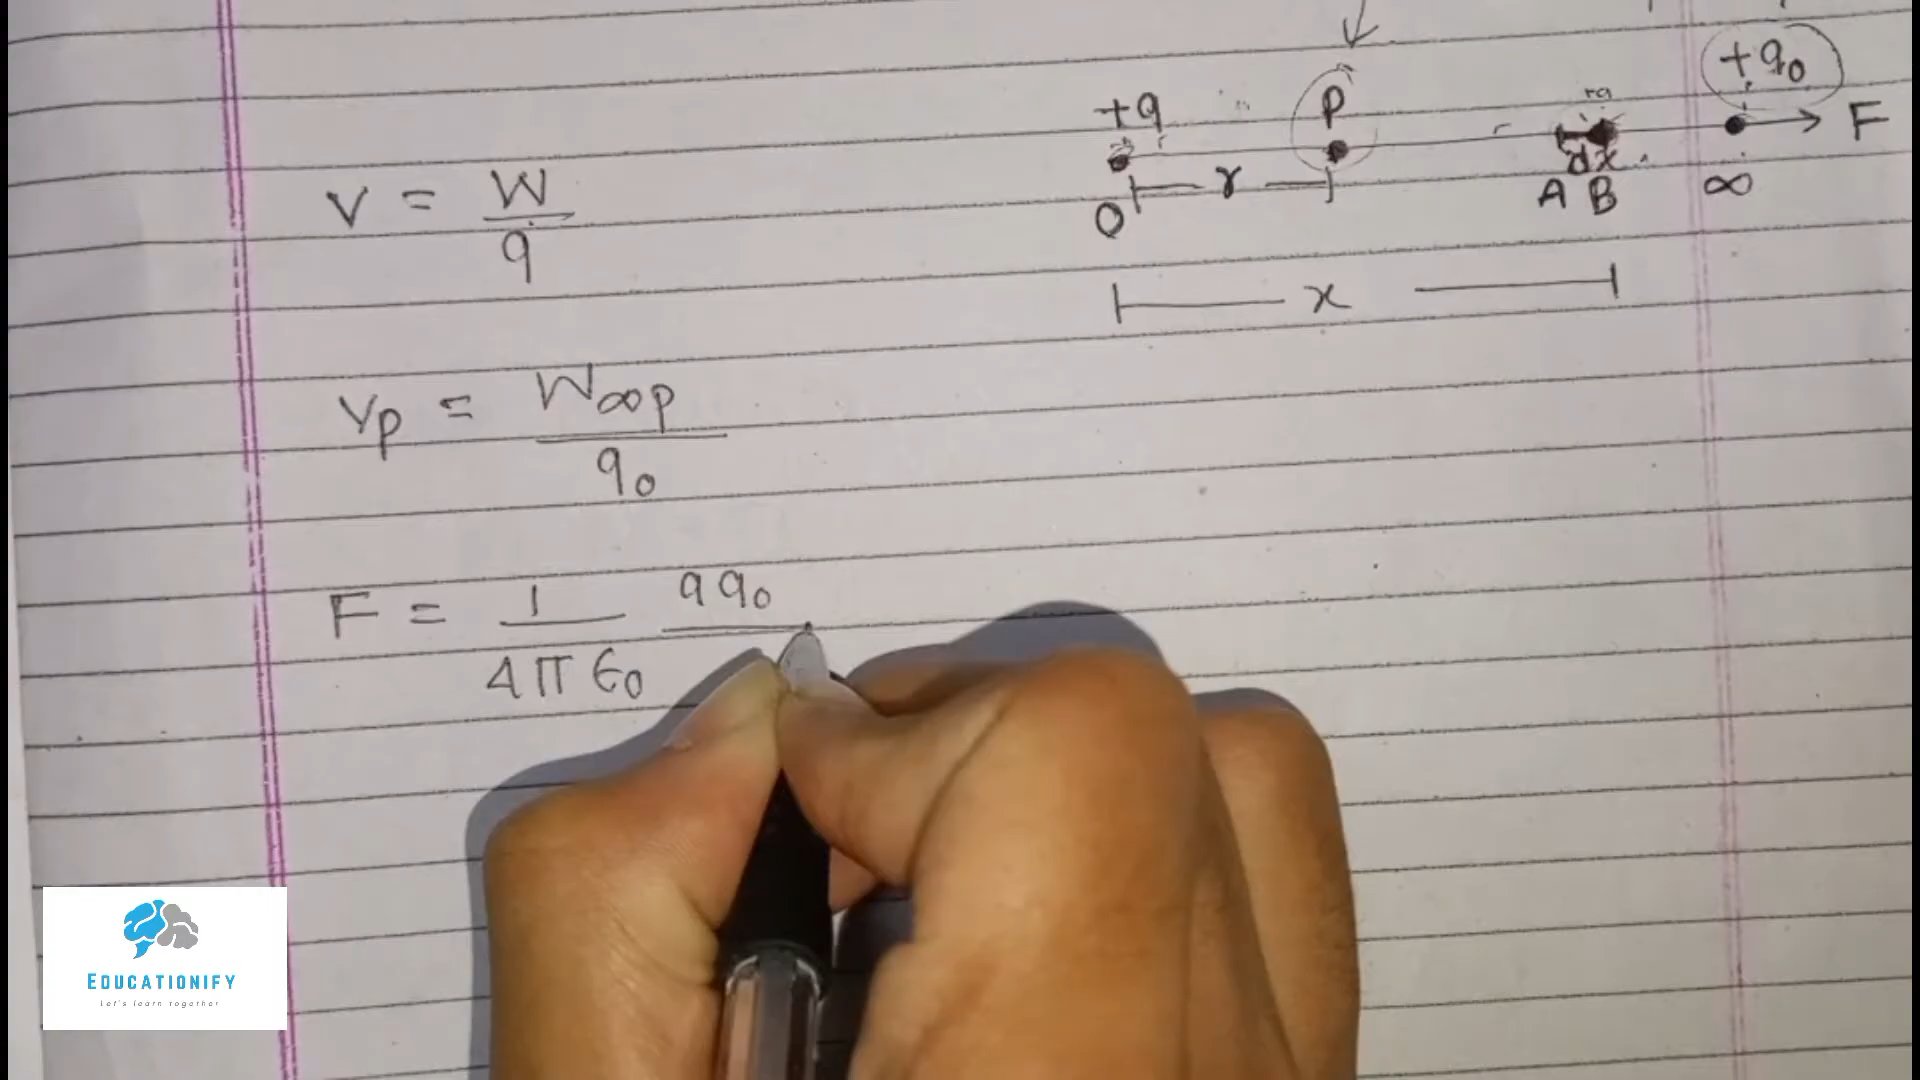 +q₀
+q P F
dx
O r A B ∞
V = W/q
x
Vp = W∞p/q₀
F = 1/4πϵ₀ qq₀
EDUCATIONIFY
Let's learn together